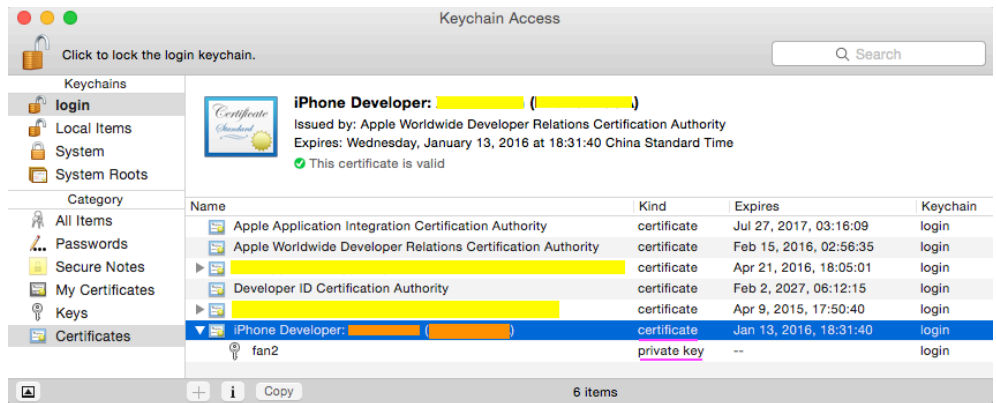 Keychain Access
Click to lock the login keychain.
Search
Keychains
login
Local Items
System
System Roots
Category
All Items
Passwords
Secure Notes
My Certificates
Keys
Certificates
Certificate
Standard
iPhone Developer: ( )
Issued by: Apple Worldwide Developer Relations Certification Authority
Expires: Wednesday, January 13, 2016 at 18:31:40 China Standard Time
This certificate is valid
Name Kind Expires Keychain
Apple Application Integration Certification Authority certificate Jul 27, 2017, 03:16:09 login
Apple Worldwide Developer Relations Certification Authority certificate Feb 15, 2016, 02:56:35 login
certificate Apr 21, 2016, 18:05:01 login
Developer ID Certification Authority certificate Feb 2, 2027, 06:12:15 login
certificate Apr 9, 2015, 17:50:40 login
iPhone Developer: ( ) certificate Jan 13, 2016, 18:31:40 login
fan2 private key -- login
+ i Copy 6 items